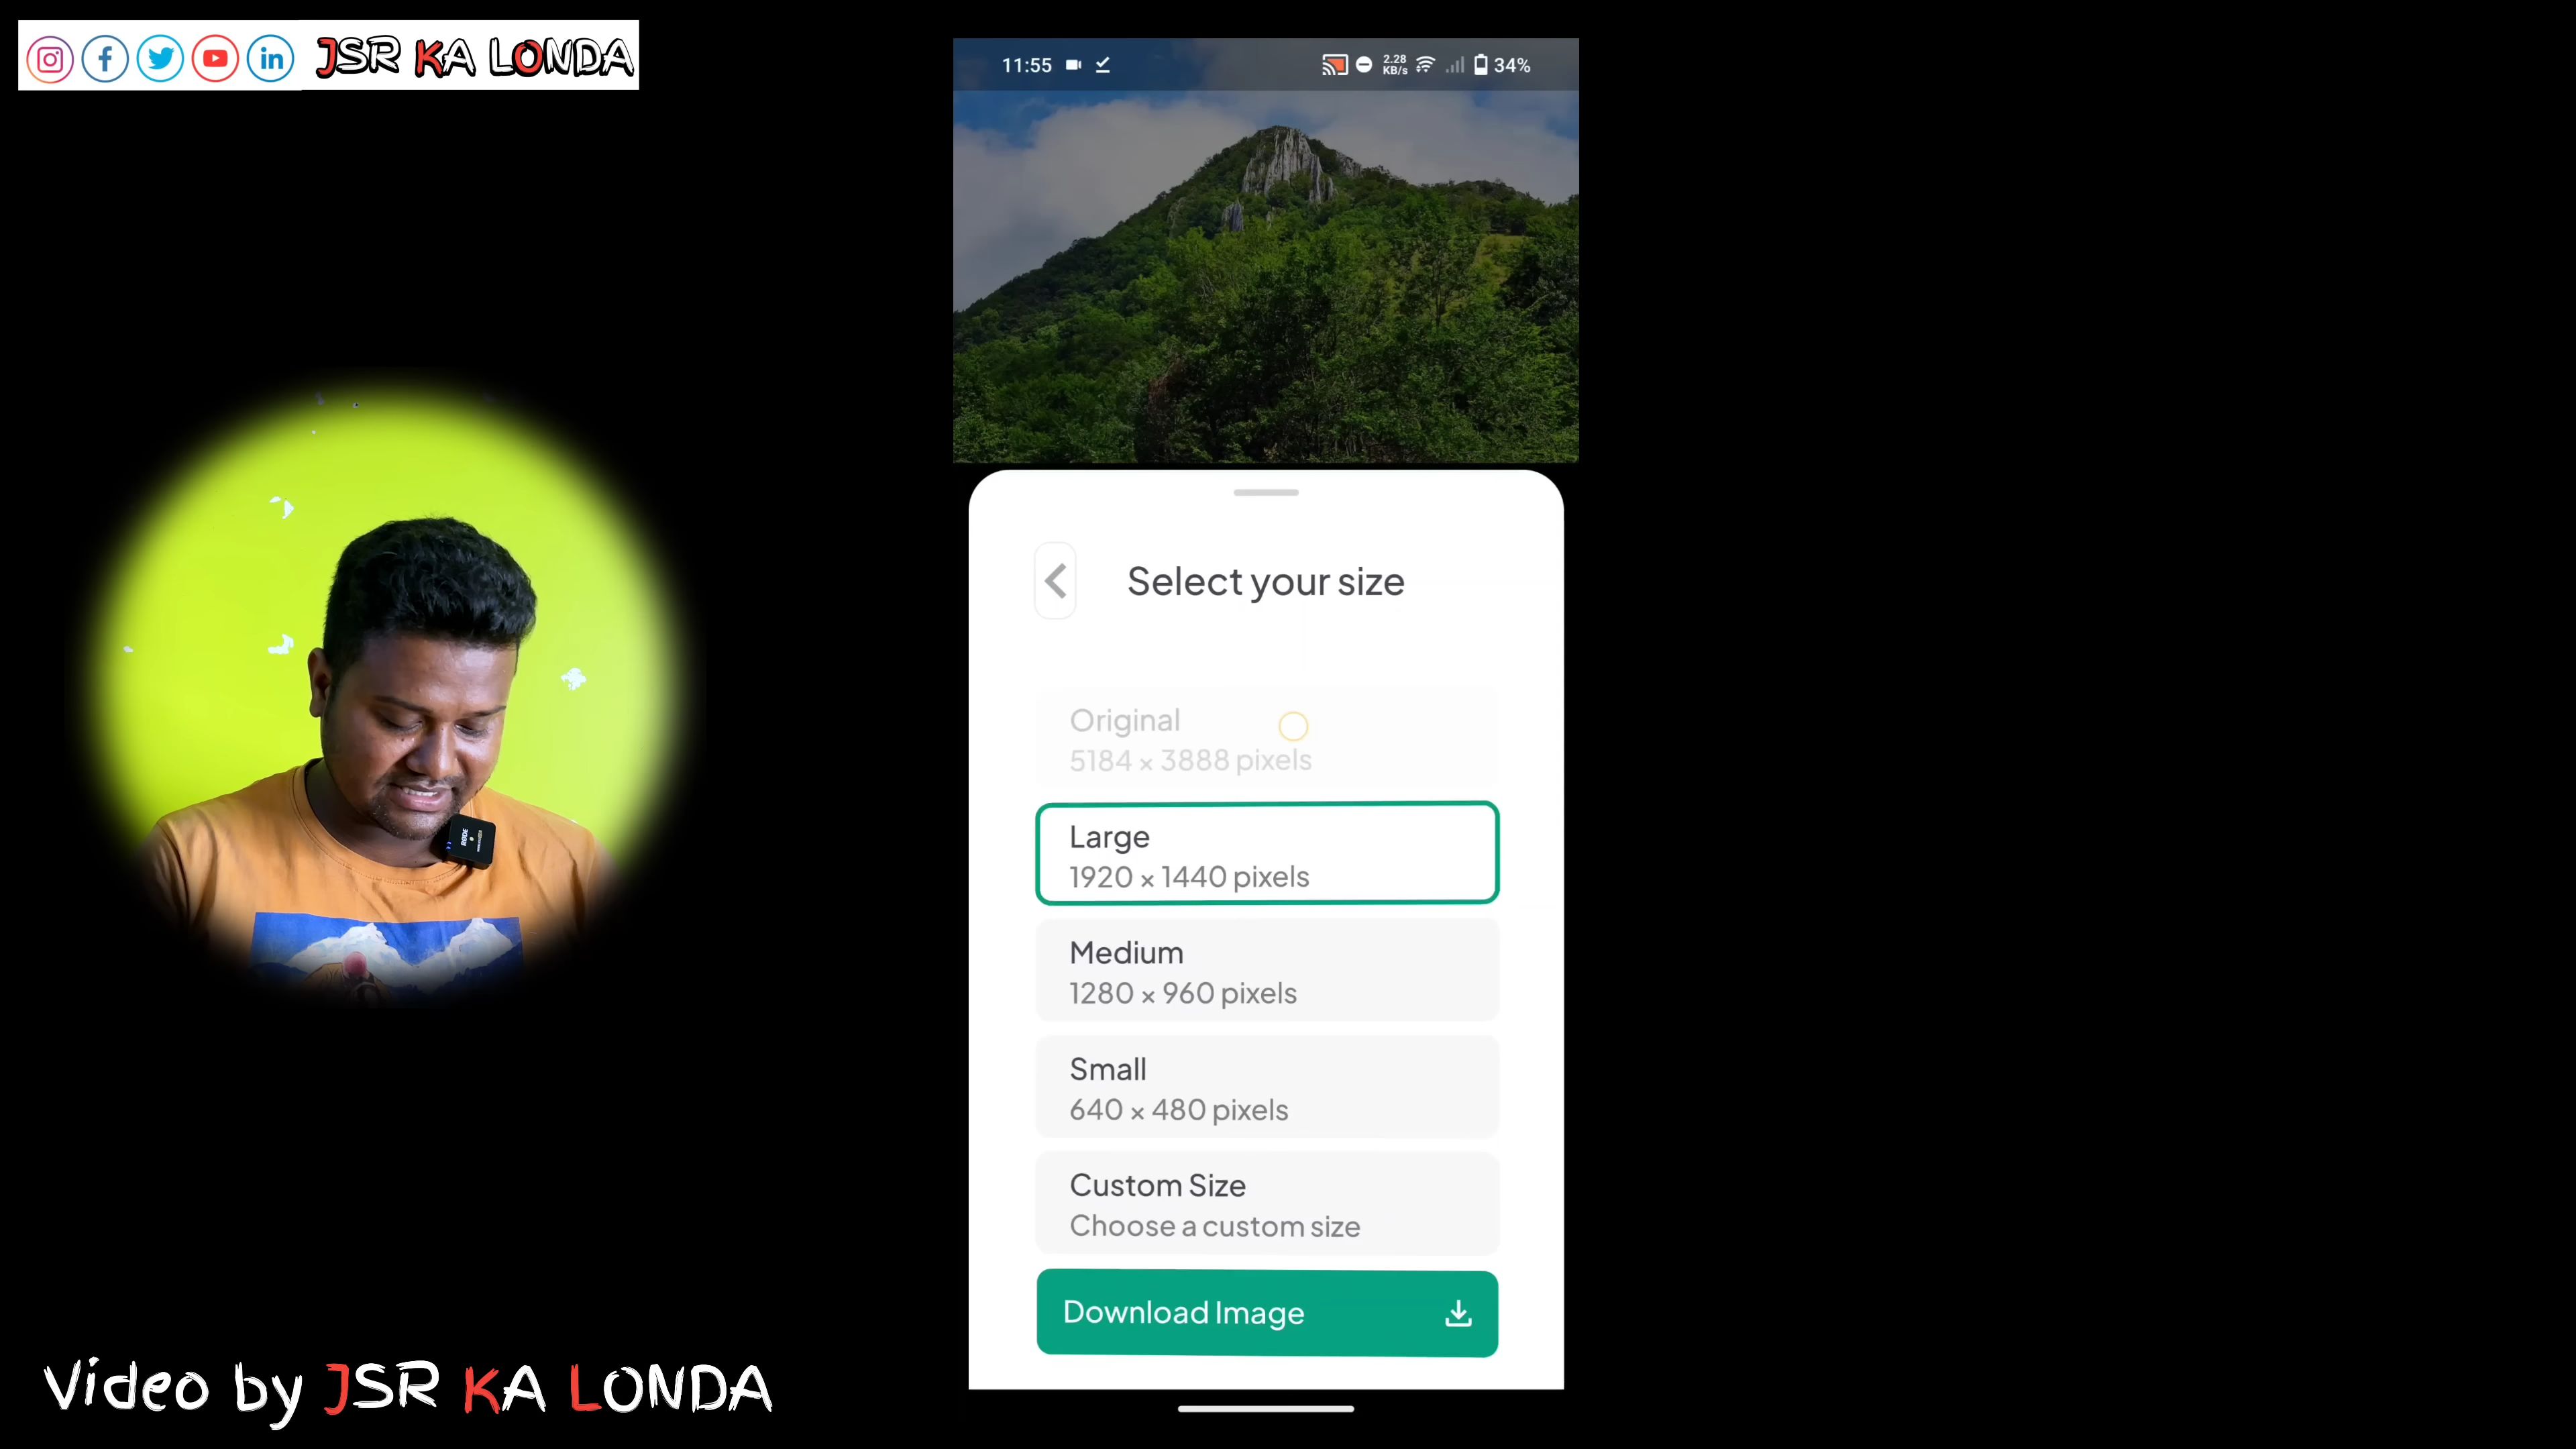 JSR KA LONDA
11:55
2.28
KB/s
34%
Select your size
Original
5184 × 3888 pixels
Large
1920 × 1440 pixels
Medium
1280 × 960 pixels
Small
640 × 480 pixels
Custom Size
Choose a custom size
Download Image
RODE
Video by JSR KA LONDA